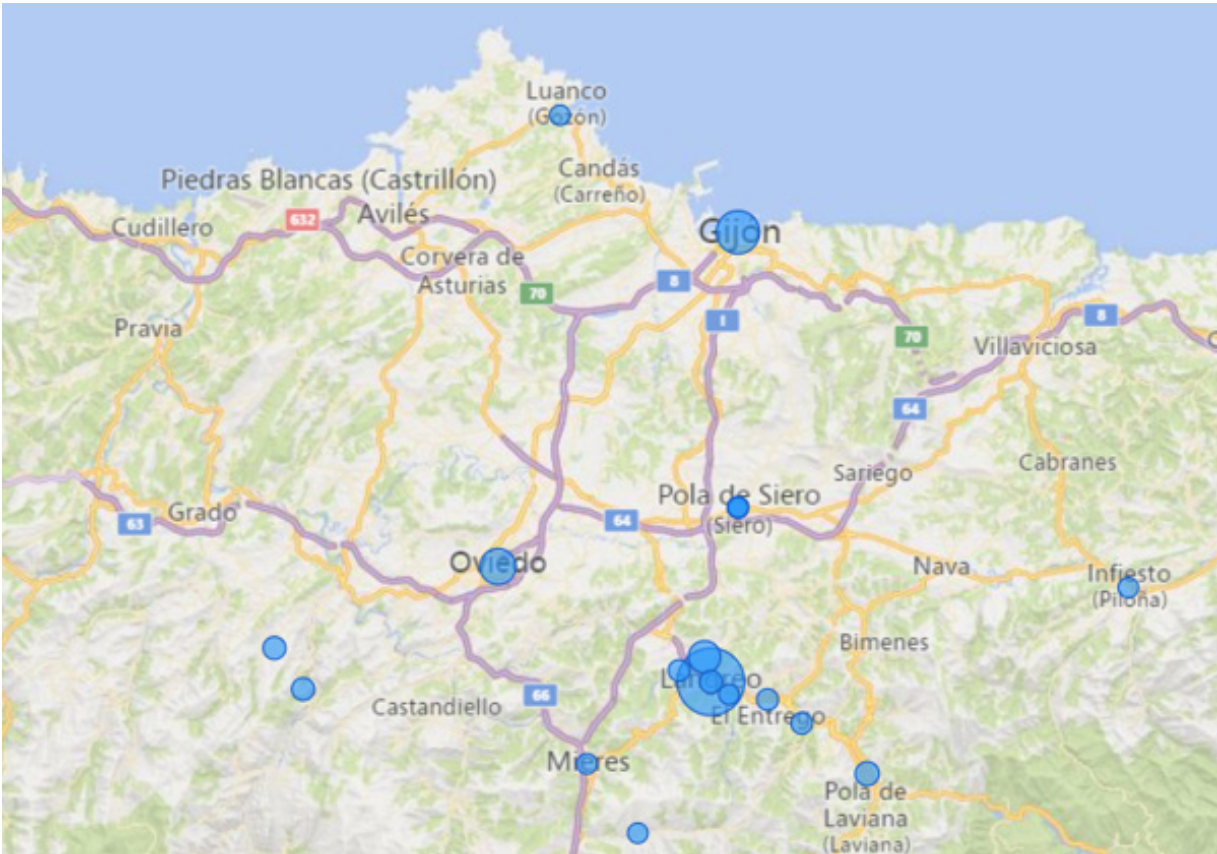 Luanco
(Gozón)
Candás
(Carreño)
Piedras Blancas (Castrillón)
Avilés
632
Cudillero
Gijón
Corvera de
Asturias
8
70
I
8
Pravia
70
Villaviciosa
64
Sariego
Cabranes
Pola de Siero
(Siero)
Grado
63
64
Oviedo
Nava
Infiesto
(Piloña)
Bimenes
Langreo
66
Castandiello
El Entrego
Mieres
Pola de
Laviana
(Laviana)